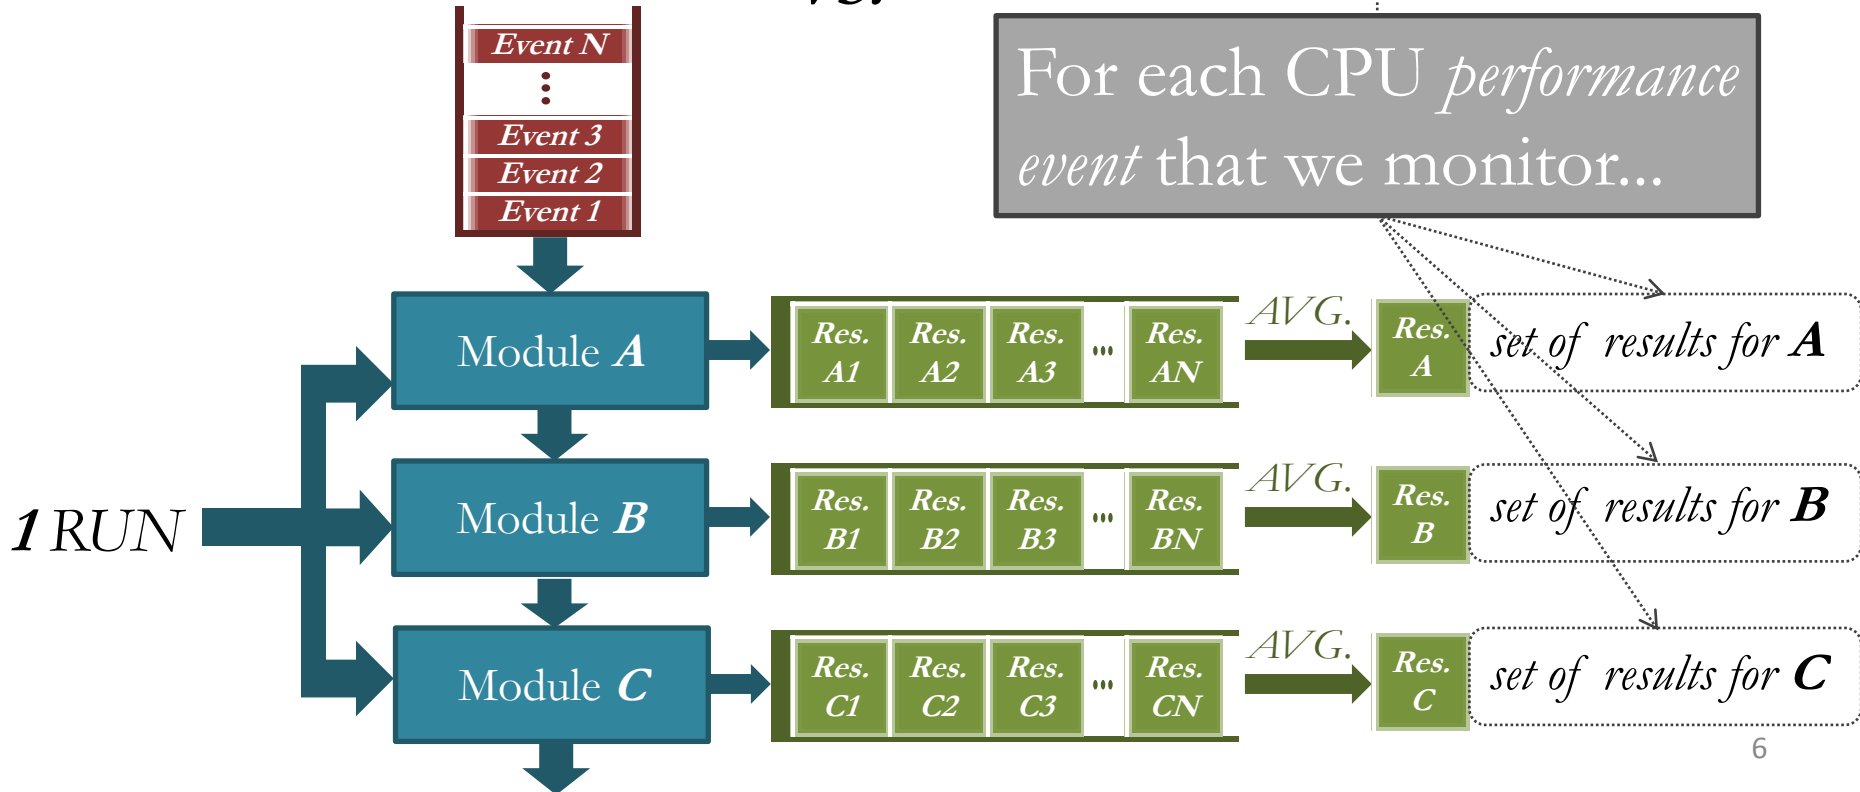 vs.
Event N
Event 3
Event 2
Event 1
For each CPU performance
event that we monitor...
1 RUN
Module A
Res. A1
Res. A2
Res. A3
...
Res. AN
AVG.
Res. A
set of results for A
Module B
Res. B1
Res. B2
Res. B3
...
Res. BN
AVG.
Res. B
set of results for B
Module C
Res. C1
Res. C2
Res. C3
...
Res. CN
AVG.
Res. C
set of results for C
6